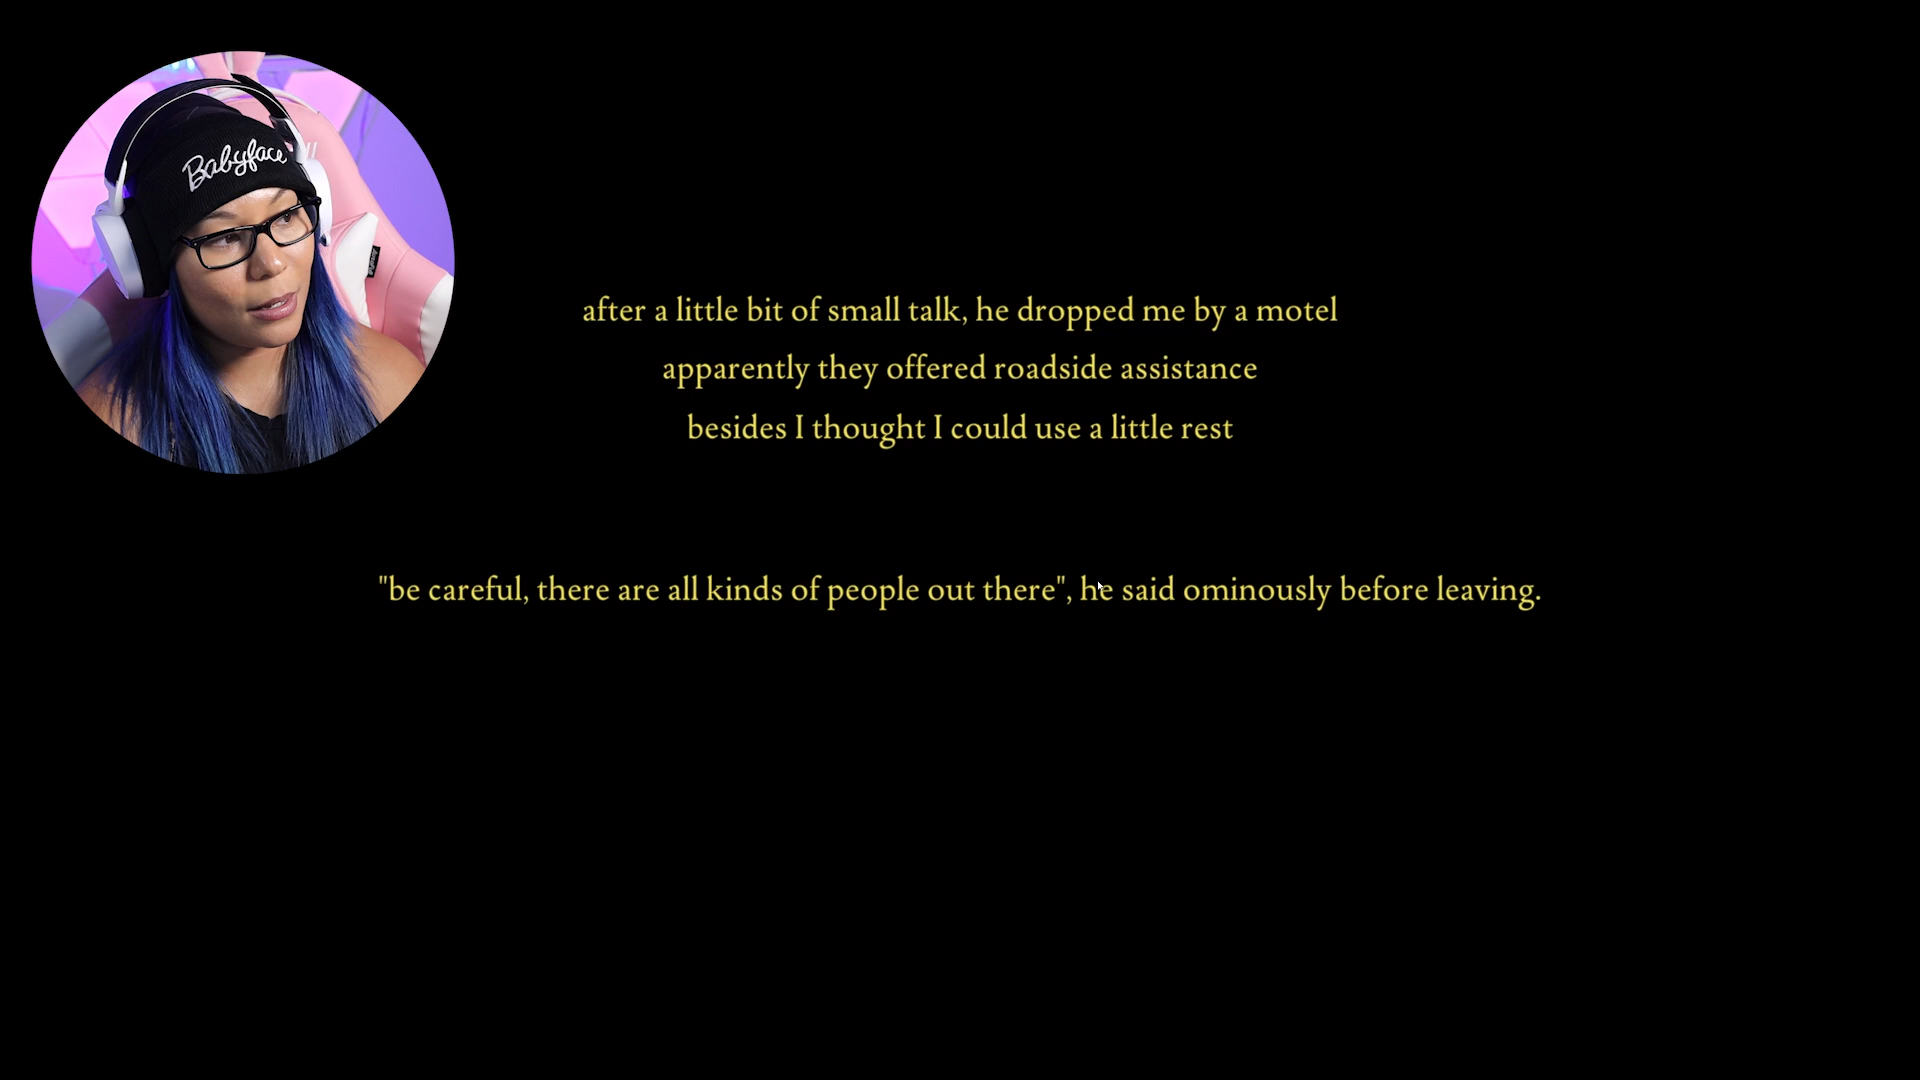 Babyface
after a little bit of small talk, he dropped me by a motel
apparently they offered roadside assistance
besides I thought I could use a little rest
"be careful, there are all kinds of people out there", he said ominously before leaving.